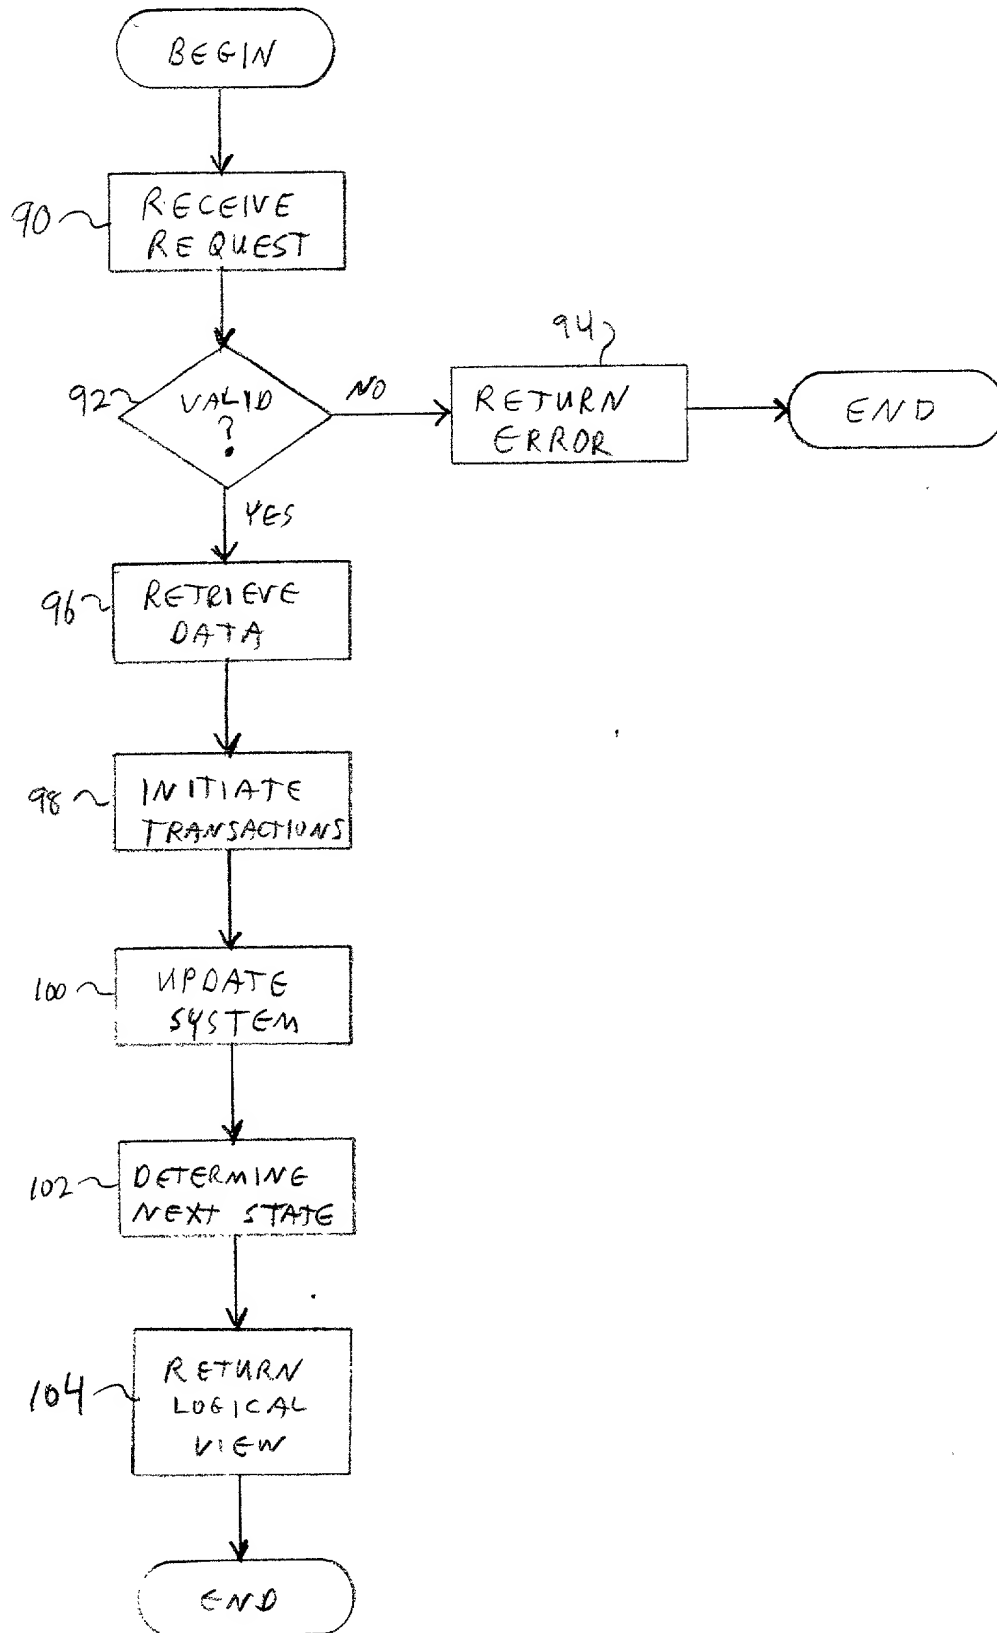 BEGIN
90
RECEIVE
REQUEST
92
VALID
?
NO
94
RETURN
ERROR
END
YES
96
RETRIEVE
DATA
98
INITIATE
TRANSACTIONS
100
UPDATE
SYSTEM
102
DETERMINE
NEXT STATE
104
RETURN
LOGICAL
VIEW
END